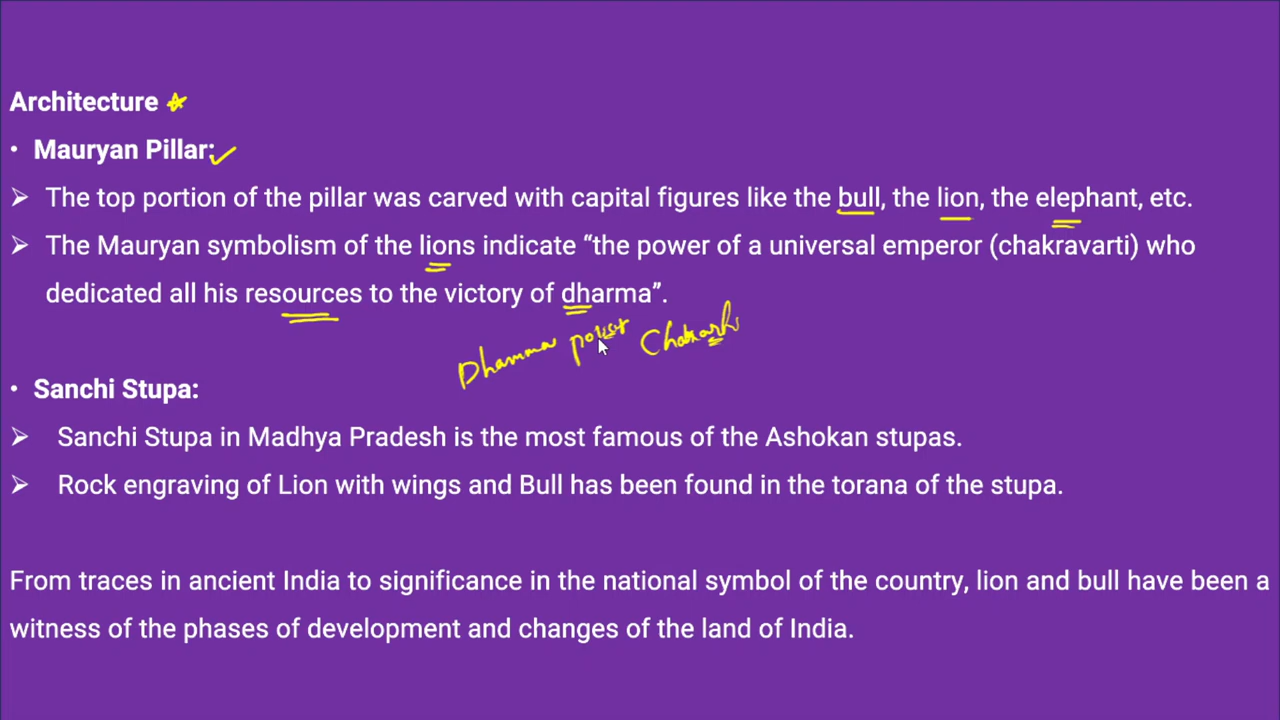 Architecture
• Mauryan Pillar:
➢ The top portion of the pillar was carved with capital figures like the bull, the lion, the elephant, etc.
➢ The Mauryan symbolism of the lions indicate “the power of a universal emperor (chakravarti) who
dedicated all his resources to the victory of dharma”.
Dhamma policy
• Sanchi Stupa:
➢ Sanchi Stupa in Madhya Pradesh is the most famous of the Ashokan stupas.
➢ Rock engraving of Lion with wings and Bull has been found in the torana of the stupa.
From traces in ancient India to significance in the national symbol of the country, lion and bull have been a
witness of the phases of development and changes of the land of India.